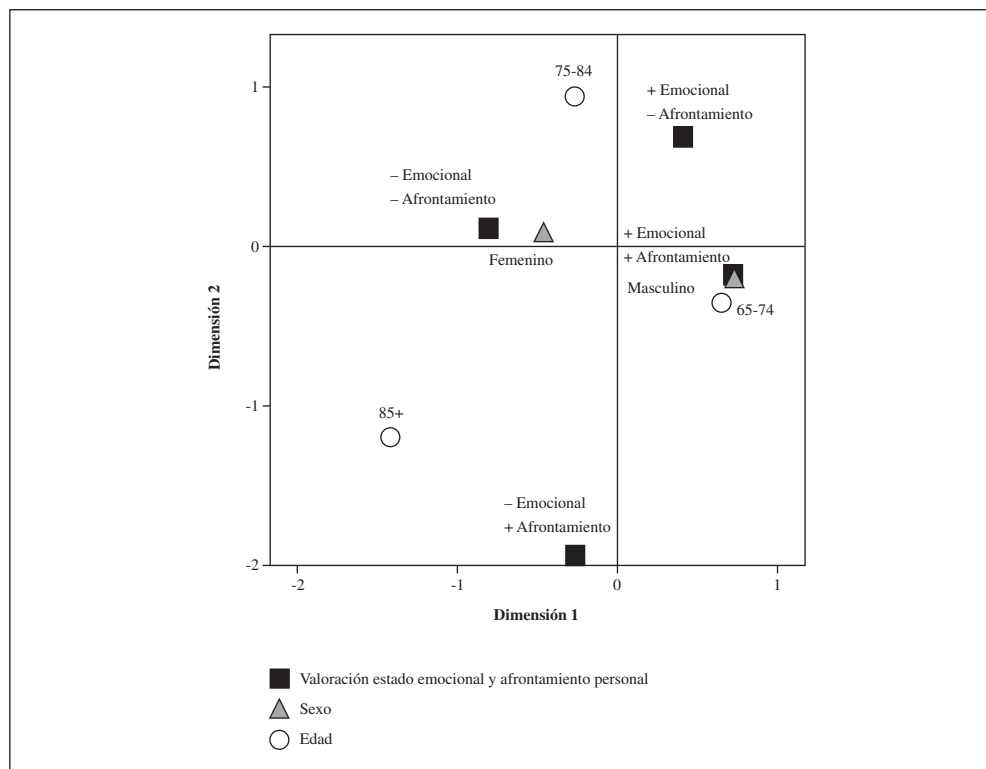 75-84
1
+ Emocional
– Afrontamiento
– Emocional
– Afrontamiento
+ Emocional
0
+ Afrontamiento
Femenino
Masculino
65-74
Dimensión 2
-1
85+
– Emocional
+ Afrontamiento
-2
-2
-1
0
1
Dimensión 1
Valoración estado emocional y afrontamiento personal
Sexo
Edad